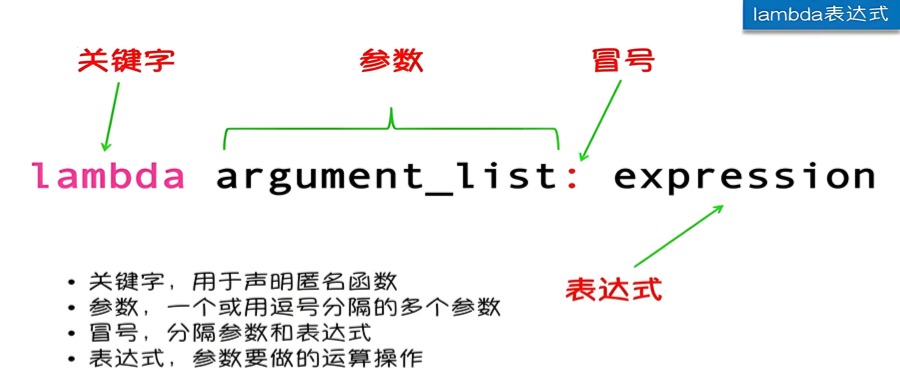 lambda表达式
关键字 参数 冒号
lambda argument_list: expression
表达式
• 关键字，用于声明匿名函数
• 参数，一个或用逗号分隔的多个参数
• 冒号，分隔参数和表达式
• 表达式，参数要做的运算操作